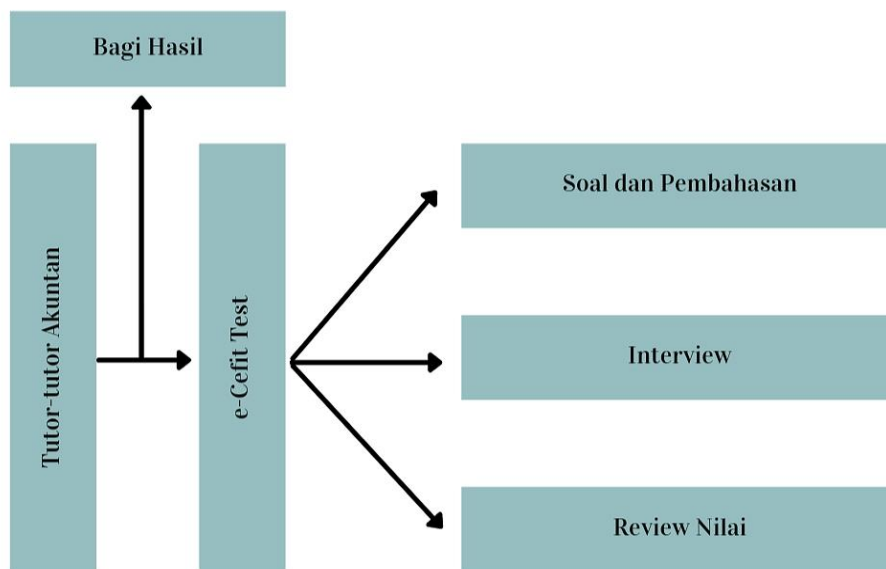 Bagi Hasil
Tutor-tutor Akuntan
e-Cefit Test
Soal dan Pembahasan
Interview
Review Nilai